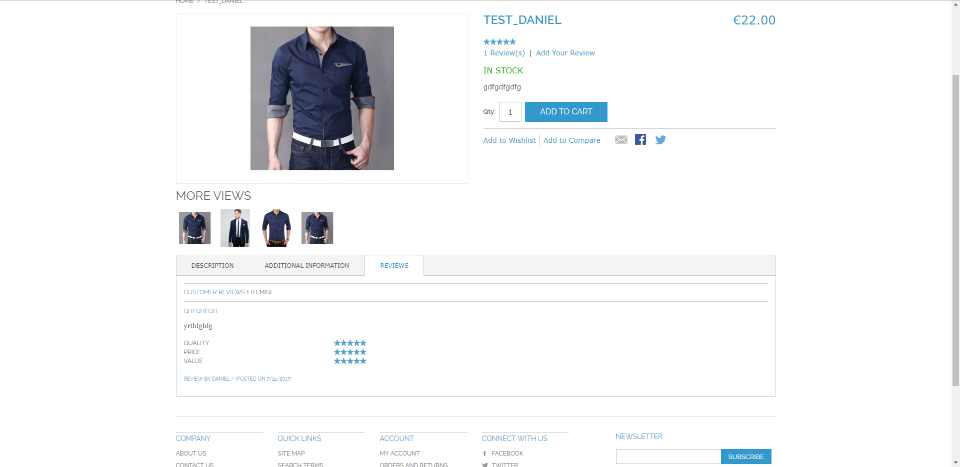 HOME / TEST_DANIEL
TEST_DANIEL
€22.00
1 Review(s) | Add Your Review
IN STOCK
gdfgdfgdfg
Qty: 1 ADD TO CART
Add to Wishlist Add to Compare
MORE VIEWS
DESCRIPTION ADDITIONAL INFORMATION REVIEWS
CUSTOMER REVIEWS 1 ITEM(S)
yrthfghfg
QUALITY
PRICE
VALUE
REVIEW BY DANIEL / (POSTED ON 7/14/2017)
COMPANY QUICK LINKS ACCOUNT CONNECT WITH US NEWSLETTER
ABOUT US SITE MAP MY ACCOUNT FACEBOOK
SUBSCRIBE
CONTACT US SEARCH TERMS ORDERS AND RETURNS TWITTER